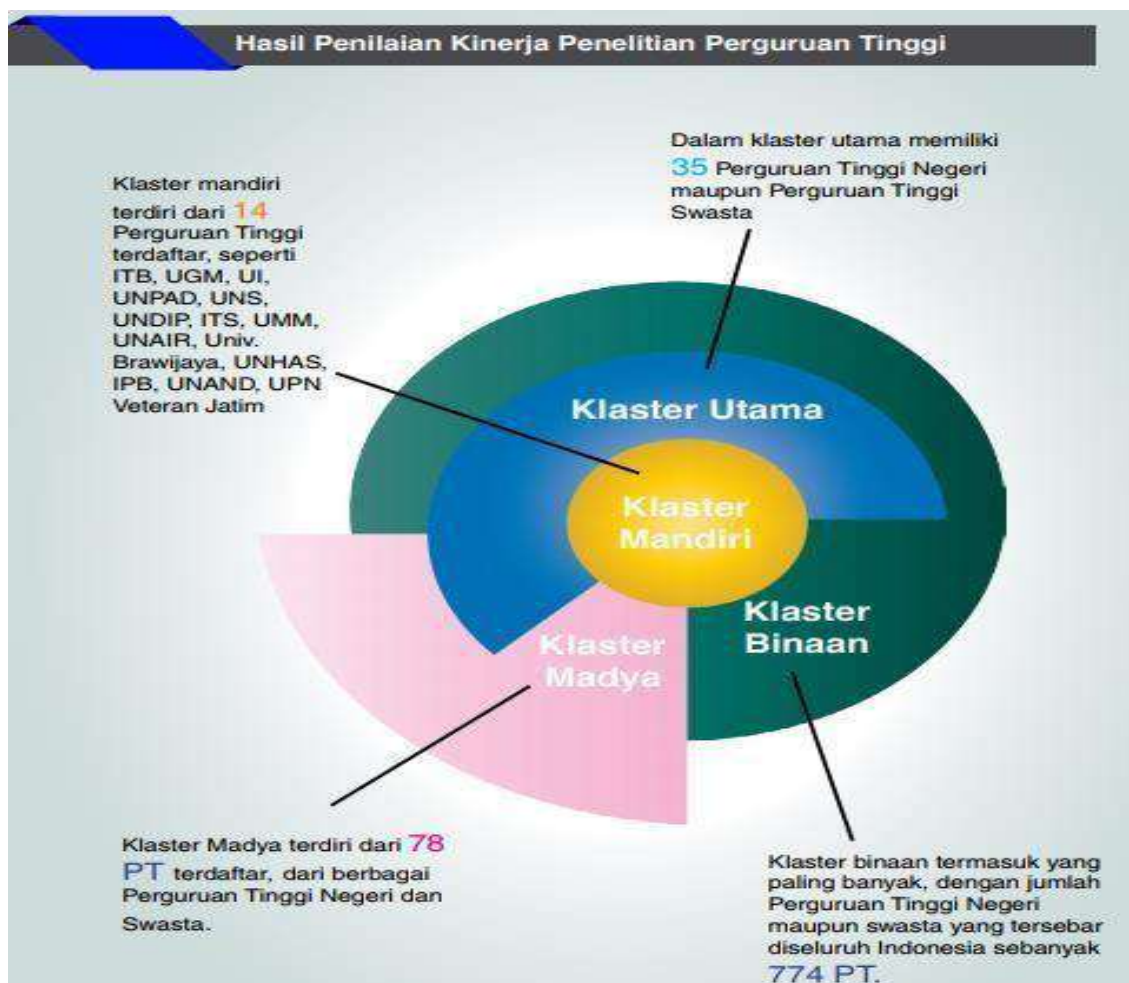 Hasil Penilaian Kinerja Penelitian Perguruan Tinggi
Dalam klaster utama memiliki
35 Perguruan Tinggi Negeri
maupun Perguruan Tinggi
Swasta
Klaster mandiri
terdiri dari 14
Perguruan Tinggi
terdaftar, seperti
ITB, UGM, UI,
UNPAD, UNS,
UNDIP, ITS, UMM,
UNAIR, Univ.
Brawijaya, UNHAS,
IPB, UNAND, UPN
Veteran Jatim
Klaster Utama
Klaster
Mandiri
Klaster
Binaan
Klaster
Madya
Klaster Madya terdiri dari 78
PT terdaftar, dari berbagai
Perguruan Tinggi Negeri dan
Swasta.
Klaster binaan termasuk yang
paling banyak, dengan jumlah
Perguruan Tinggi Negeri
maupun swasta yang tersebar
diseluruh Indonesia sebanyak
774 PT.